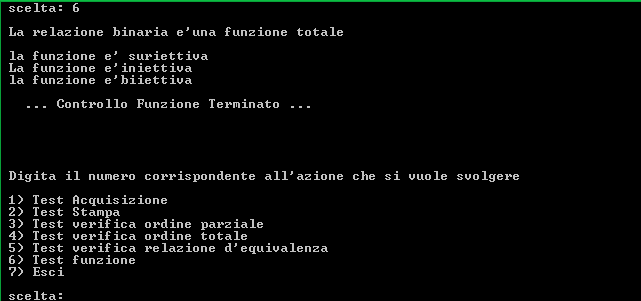 scelta: 6
La relazione binaria e'una funzione totale
la funzione e' suriettiva
La funzione e'iniettiva
la funzione e'biiettiva
... Controllo Funzione Terminato ...
Digita il numero corrispondente all'azione che si vuole svolgere
1) Test Acquisizione
2) Test Stampa
3) Test verifica ordine parziale
4) Test verifica ordine totale
5) Test verifica relazione d'equivalenza
6) Test funzione
7) Esci
scelta: